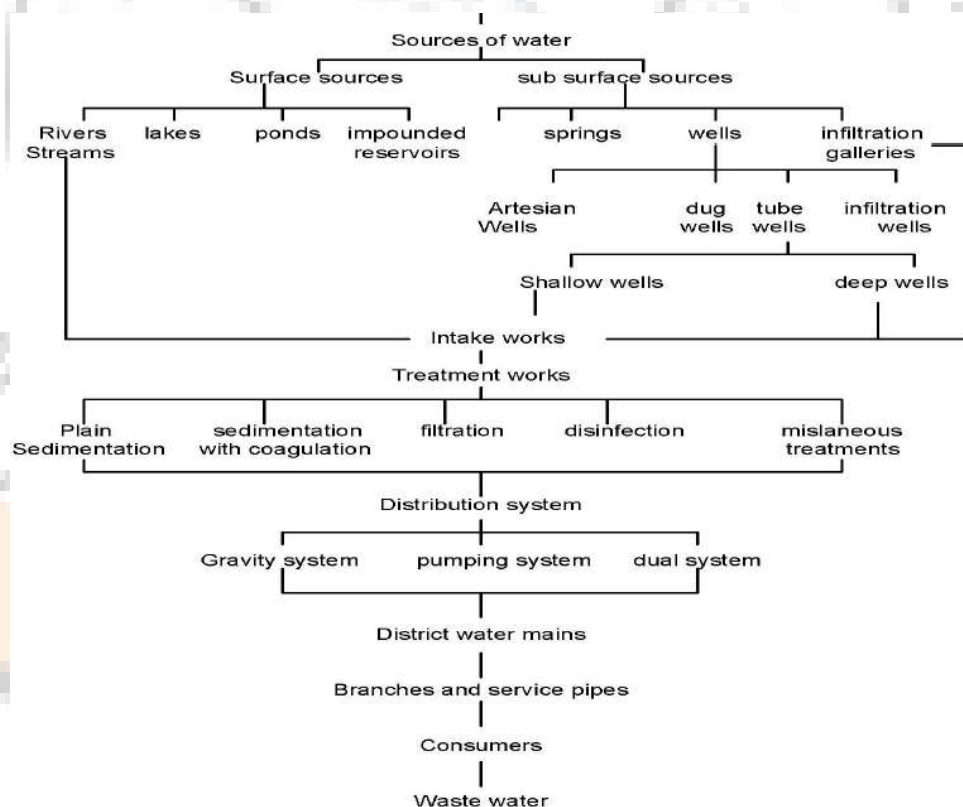 Sources of water
Surface sources
sub surface sources
Rivers
Streams
lakes
ponds
impounded
reservoirs
springs
wells
infiltration
galleries
Artesian
Wells
dug
wells
tube
wells
infiltration
wells
Shallow wells
deep wells
Intake works
Treatment works
Plain
Sedimentation
sedimentation
with coagulation
filtration
disinfection
mislaneous
treatments
Distribution system
Gravity system
pumping system
dual system
District water mains
Branches and service pipes
Consumers
Waste water